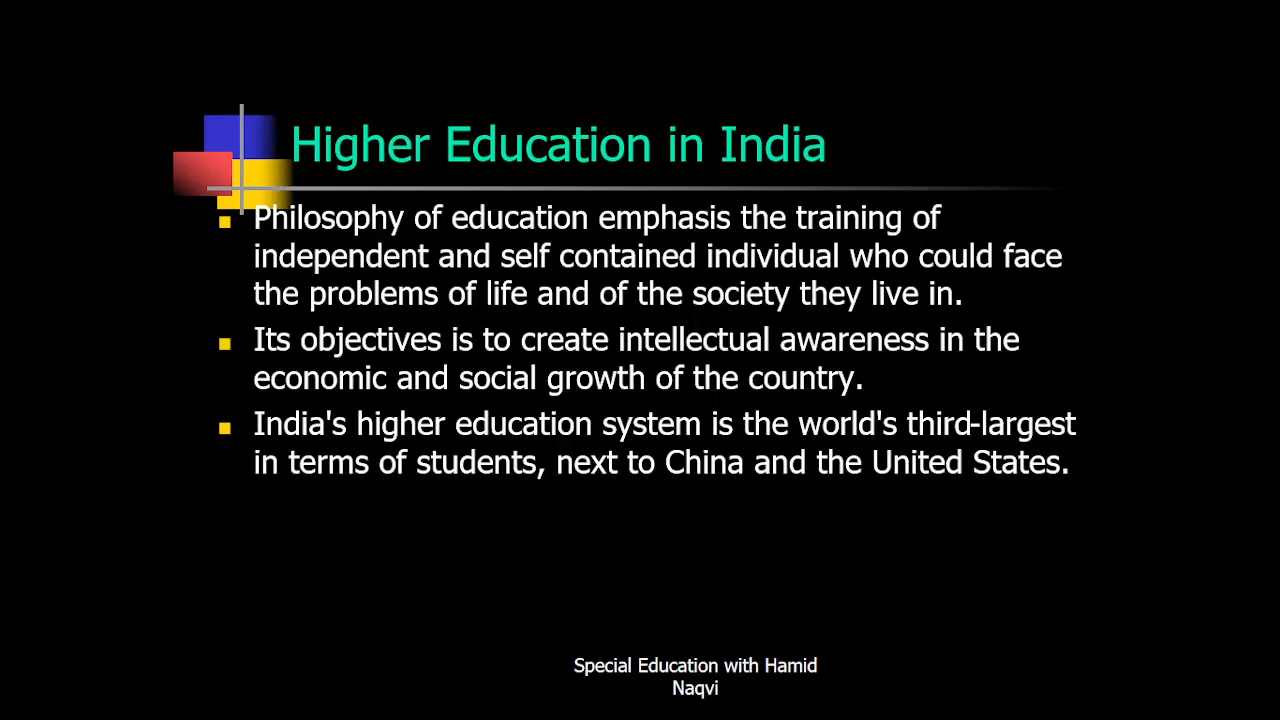 Higher Education in India
Philosophy of education emphasis the training of
independent and self contained individual who could face
the problems of life and of the society they live in.
Its objectives is to create intellectual awareness in the
economic and social growth of the country.
India's higher education system is the world's third-largest
in terms of students, next to China and the United States.
Special Education with Hamid
Naqvi